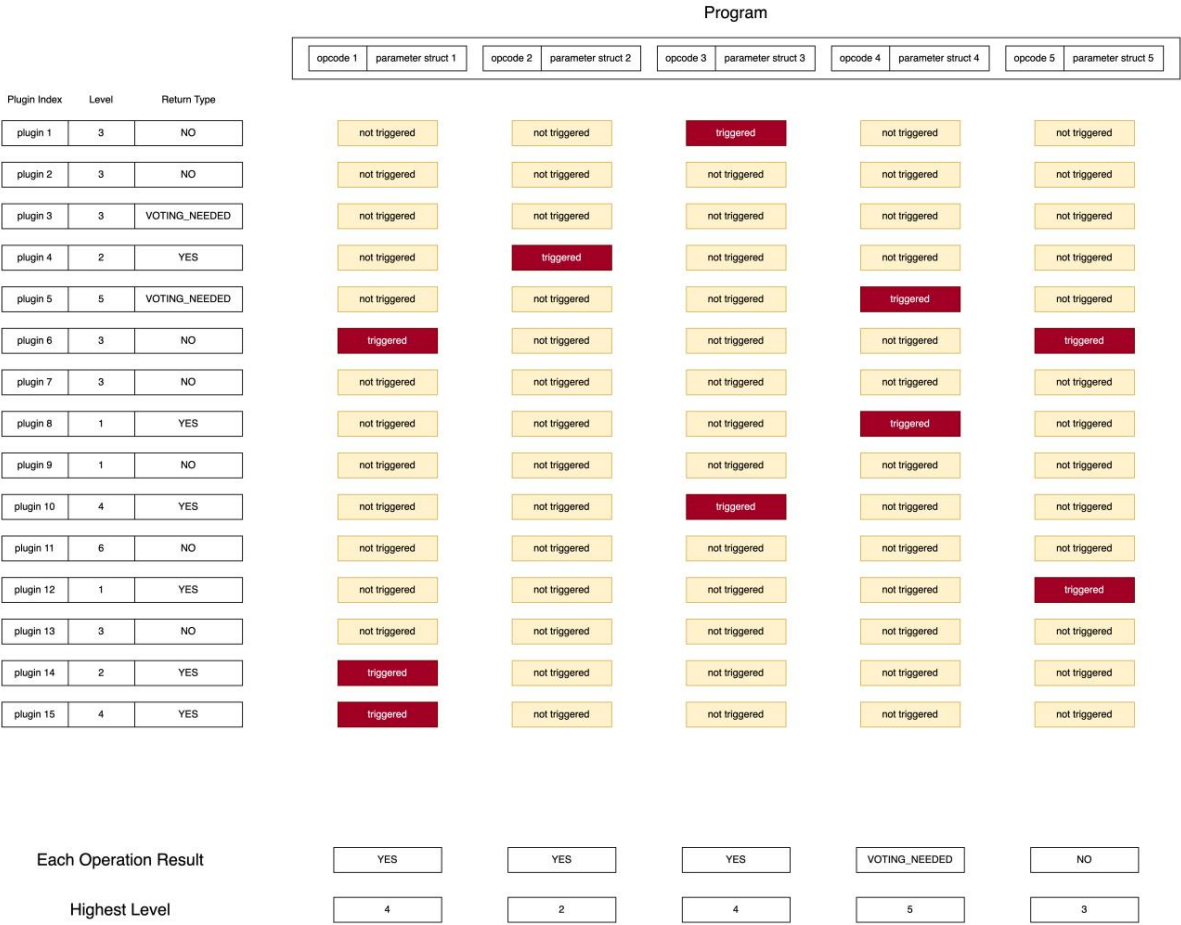 Program
opcode 1 parameter struct 1 opcode 2 parameter struct 2 opcode 3 parameter struct 3 opcode 4 parameter struct 4 opcode 5 parameter struct 5
Plugin Index Level Return Type
plugin 1 3 NO not triggered not triggered triggered not triggered not triggered
plugin 2 3 NO not triggered not triggered not triggered not triggered not triggered
plugin 3 3 VOTING_NEEDED not triggered not triggered not triggered not triggered not triggered
plugin 4 2 YES not triggered triggered not triggered not triggered not triggered
plugin 5 5 VOTING_NEEDED not triggered not triggered not triggered triggered not triggered
plugin 6 3 NO triggered not triggered not triggered not triggered triggered
plugin 7 3 NO not triggered not triggered not triggered not triggered not triggered
plugin 8 1 YES not triggered not triggered not triggered triggered not triggered
plugin 9 1 NO not triggered not triggered not triggered not triggered not triggered
plugin 10 4 YES not triggered not triggered triggered not triggered not triggered
plugin 11 6 NO not triggered not triggered not triggered not triggered not triggered
plugin 12 1 YES not triggered not triggered not triggered not triggered triggered
plugin 13 3 NO not triggered not triggered not triggered not triggered not triggered
plugin 14 2 YES triggered not triggered not triggered not triggered not triggered
plugin 15 4 YES triggered not triggered not triggered not triggered not triggered
Each Operation Result YES YES YES VOTING_NEEDED NO
Highest Level 4 2 4 5 3